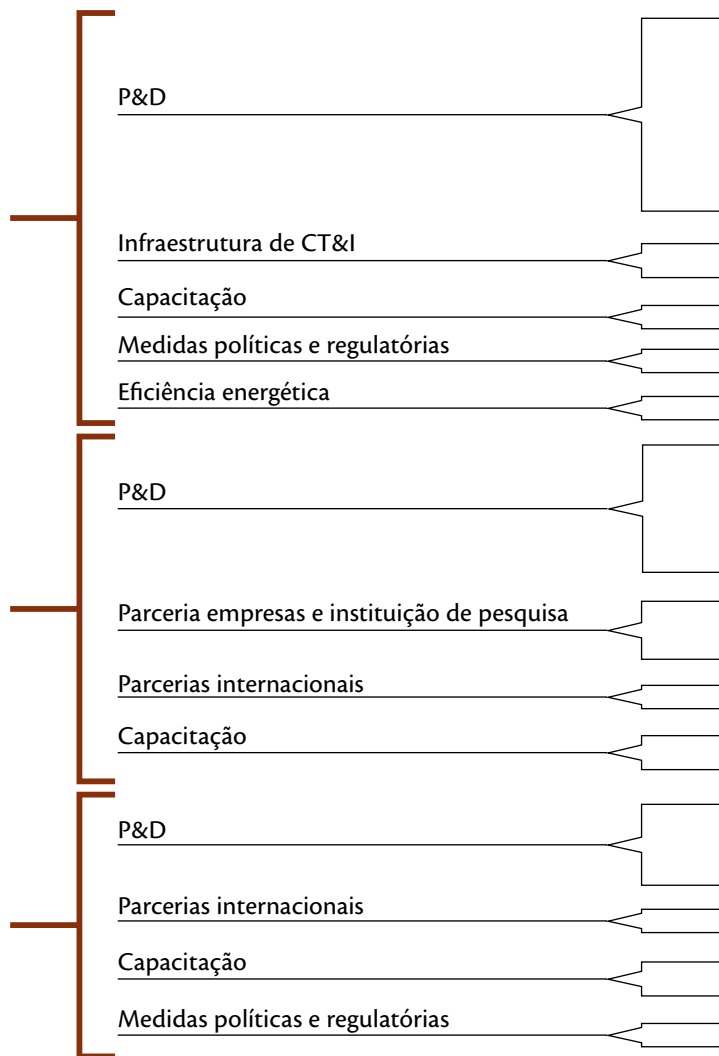 P&D
Infraestrutura de CT&I
Capacitação
Medidas políticas e regulatórias
Eficiência energética
P&D
Parceria empresas e instituição de pesquisa
Parcerias internacionais
Capacitação
P&D
Parcerias internacionais
Capacitação
Medidas políticas e regulatórias